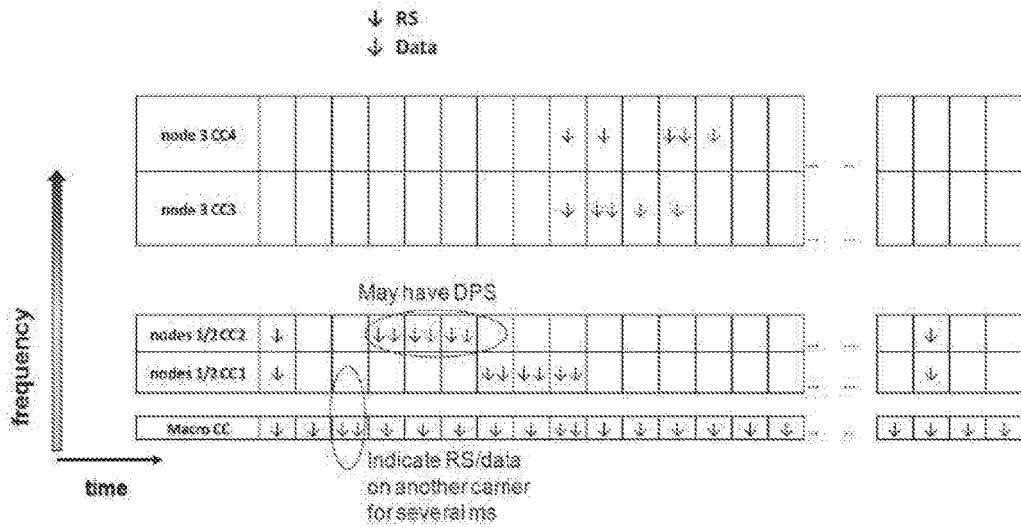 ↓ RS
↓ Data
node 3 CC4
node 3 CC3
... ...
... ...
May have DPS
nodes 1/2 CC2
nodes 1/2 CC1
Macro CC
... ...
... ...
... ...
Indicate RS/data
on another carrier
for several ms
frequency
time